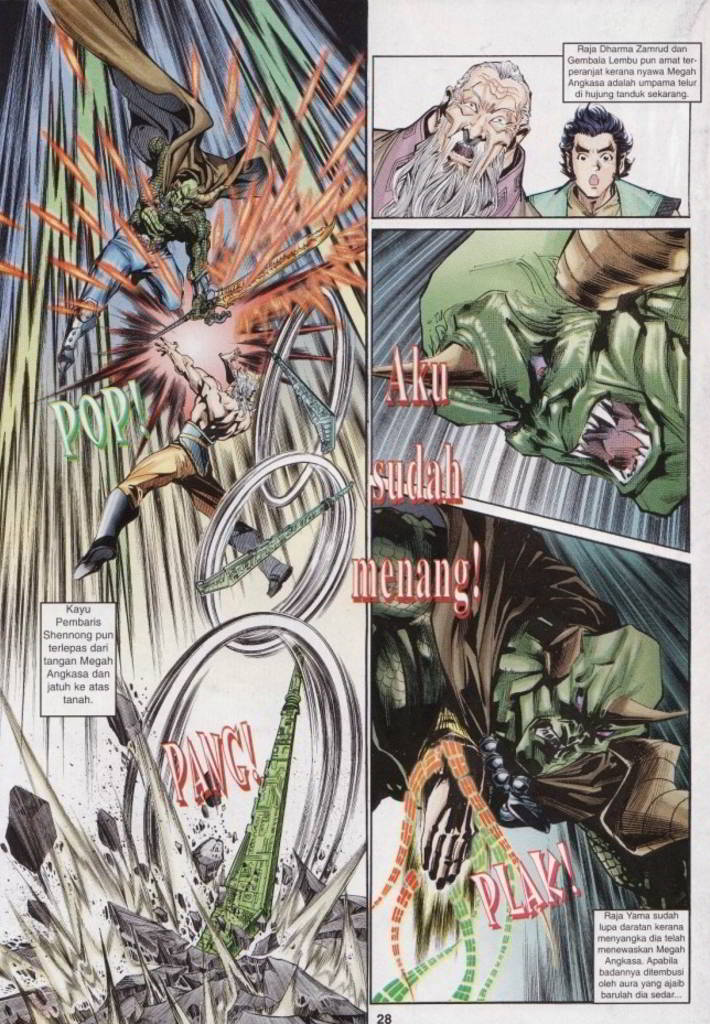 POP!
Kayu
Pembaris
Shennong pun
terlepas dari
tangan Megah
Angkasa dan
jatuh ke atas
tanah.
PANG!
Raja Dharma Zamrud dan
Gembala Lembu pun amat ter-
peranjat kerana nyawa Megah
Angkasa adalah umpama telur
di hujung tanduk sekarang.
Aku
sudah
menang!
PLAK!
Raja Yama sudah
lupa daratan kerana
menyangka dia telah
menewaskan Megah
Angkasa. Apabila
badannya ditembusi
oleh aura yang ajaib
barulah dia sedar...
28